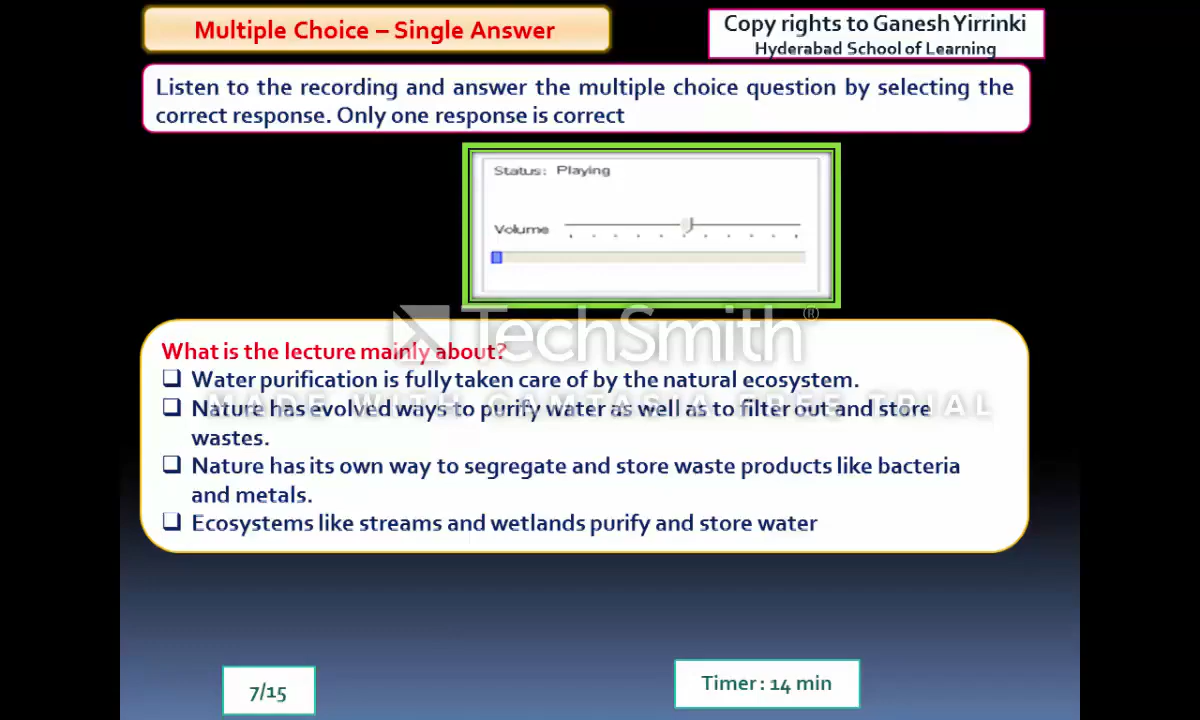 Multiple Choice – Single Answer
Copy rights to Ganesh Yirrinki
Hyderabad School of Learning
Listen to the recording and answer the multiple choice question by selecting the
correct response. Only one response is correct
Status: Playing
Volume
TechSmith®
MADE WITH CAMTASIA FREE TRIAL
What is the lecture mainly about?
Water purification is fully taken care of by the natural ecosystem.
Nature has evolved ways to purify water as well as to filter out and store
wastes.
Nature has its own way to segregate and store waste products like bacteria
and metals.
Ecosystems like streams and wetlands purify and store water
7/15
Timer : 14 min